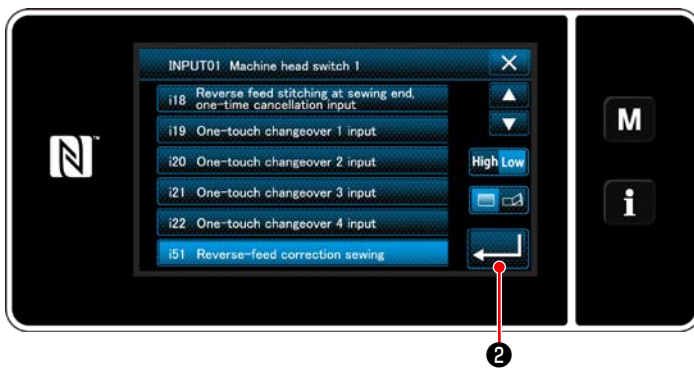 INPUT01 Machine head switch 1
i18 Reverse feed stitching at sewing end,
one-time cancellation input
i19 One-touch changeover 1 input
i20 One-touch changeover 2 input
High Low
i21 One-touch changeover 3 input
i22 One-touch changeover 4 input
i51 Reverse-feed correction sewing
N™
M
i
❷